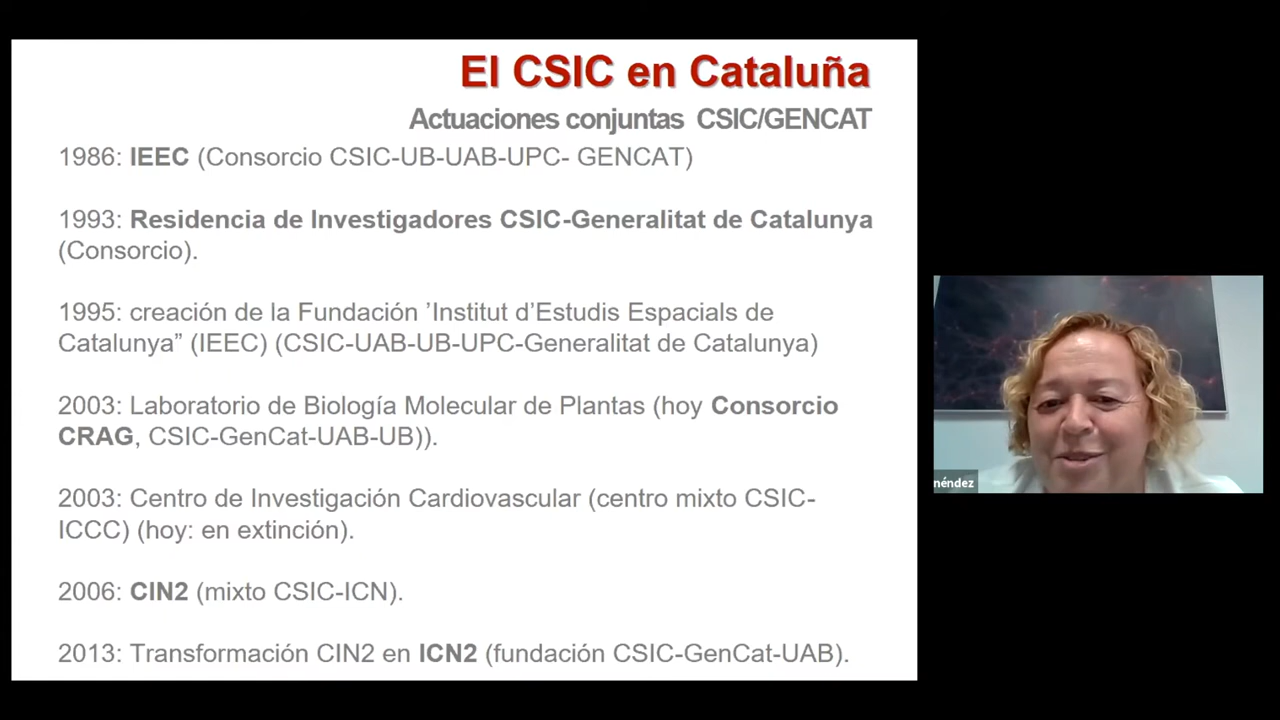 El CSIC en Cataluña
Actuaciones conjuntas CSIC/GENCAT
1986: IEEC (Consorcio CSIC-UB-UAB-UPC- GENCAT)
1993: Residencia de Investigadores CSIC-Generalitat de Catalunya
(Consorcio).
1995: creación de la Fundación ’Institut d’Estudis Espacials de
Catalunya” (IEEC) (CSIC-UAB-UB-UPC-Generalitat de Catalunya)
2003: Laboratorio de Biología Molecular de Plantas (hoy Consorcio
CRAG, CSIC-GenCat-UAB-UB)).
2003: Centro de Investigación Cardiovascular (centro mixto CSIC-
ICCC) (hoy: en extinción).
2006: CIN2 (mixto CSIC-ICN).
2013: Transformación CIN2 en ICN2 (fundación CSIC-GenCat-UAB).
néndez